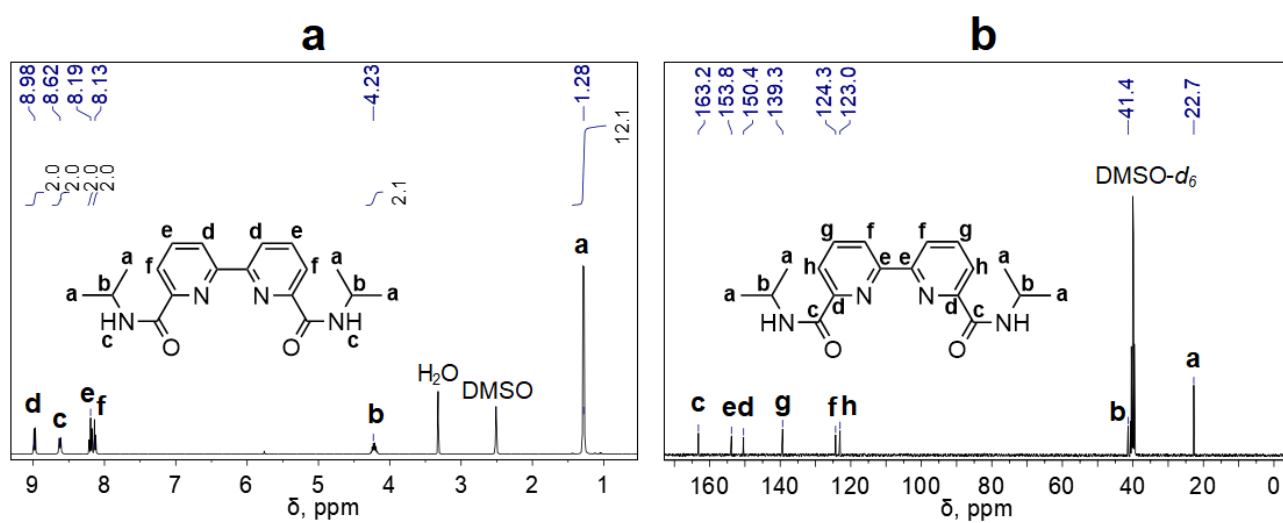 a
8.98
8.62
8.19
8.13
4.23
1.28
2.0
2.0
2.0
2.0
2.1
12.1
e d d e
a f f a
b b
a N N a
NH HN
c O O c
H2O
DMSO
a
d c e f b
9 8 7 6 5 4 3 2 1
δ, ppm
b
163.2
153.8
150.4
139.3
124.3
123.0
41.4
22.7
DMSO-d6
g f f g
a h e e h a
b N N b
a d d a
NH c c HN
O O
c e d g f h b a
160 140 120 100 80 60 40 20 0
δ, ppm